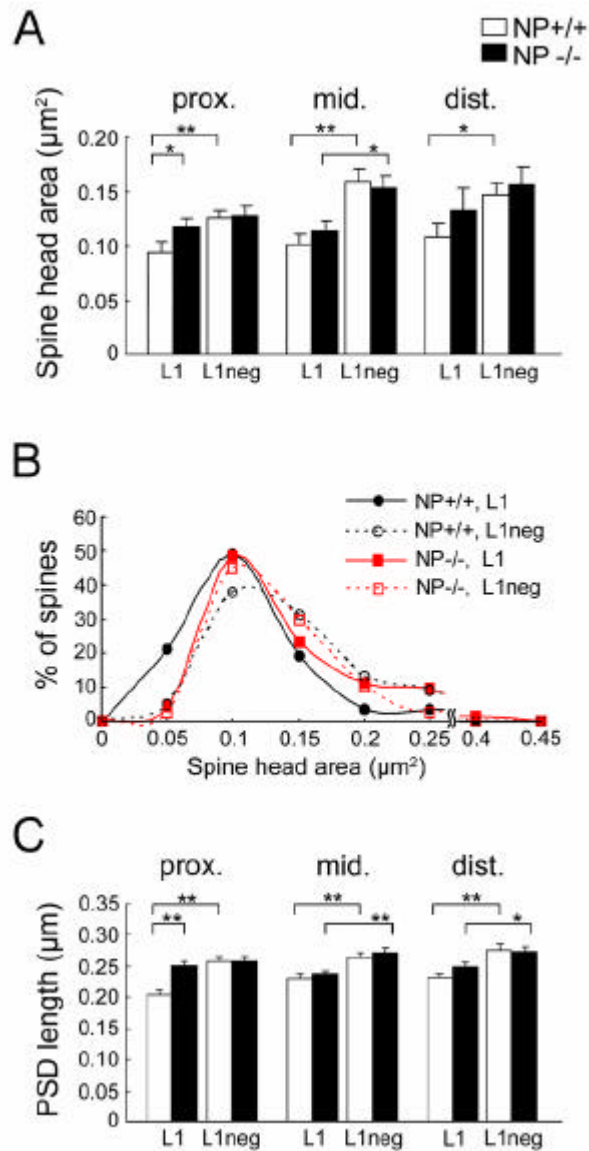 A
NP+/+
NP -/-
prox. mid. dist.
Spine head area (µm²)
0.20
0.15
0.10
0.05
0
** ** *
* *
L1 L1neg L1 L1neg L1 L1neg
B
NP+/+, L1
NP+/+, L1neg
NP-/-, L1
NP-/-, L1neg
% of spines
60
50
40
30
20
10
0
0 0.05 0.1 0.15 0.2 0.25 0.4 0.45
Spine head area (µm²)
C
prox. mid. dist.
PSD length (µm)
0.35
0.30
0.25
0.20
0.15
0.10
0.05
0
** ** **
** ** *
L1 L1neg L1 L1neg L1 L1neg